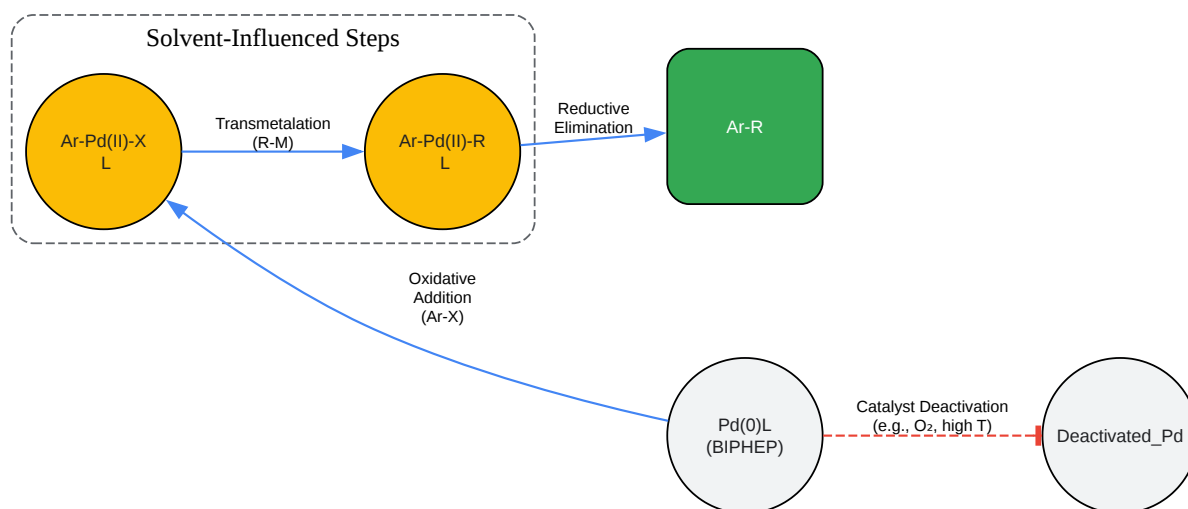 Solvent-Influenced Steps
Ar-Pd(II)-X
L
Transmetalation
(R-M)
Ar-Pd(II)-R
L
Reductive
Elimination
Ar-R
Oxidative
Addition
(Ar-X)
Pd(0)L
(BIPHEP)
Catalyst Deactivation
(e.g., O₂, high T)
Deactivated_Pd